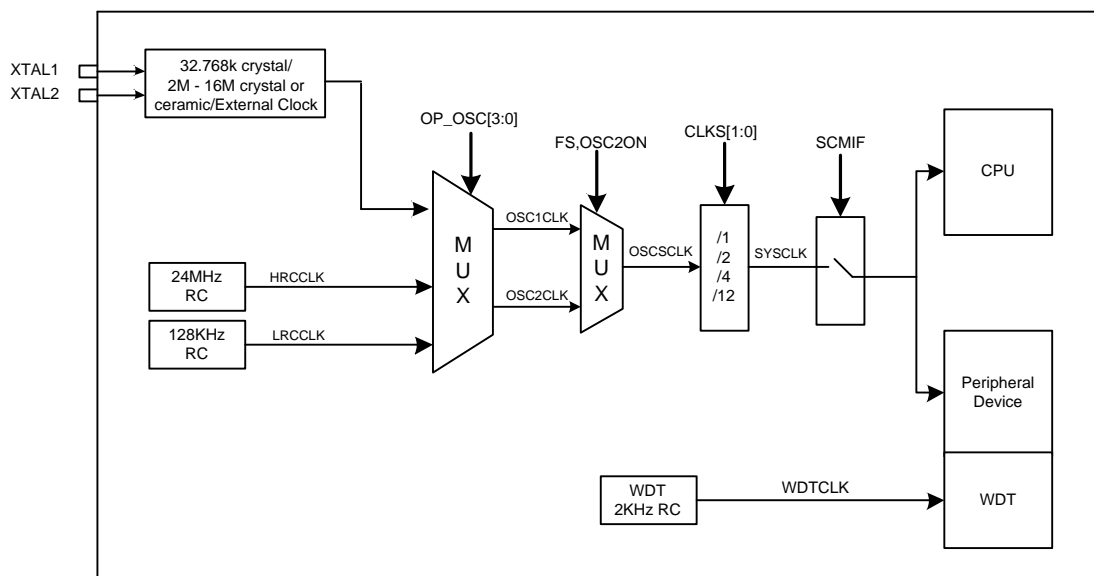 XTAL1
XTAL2
32.768k crystal/
2M - 16M crystal or
ceramic/External Clock
OP_OSC[3:0]
FS,OSC2ON
CLKS[1:0]
SCMIF
CPU
M
U
X
OSC1CLK
OSC2CLK
M
U
X
OSCSCLK
/1
/2
/4
/12
SYSCLK
24MHz
RC
HRCCLK
128KHz
RC
LRCCLK
Peripheral
Device
WDT
2KHz RC
WDTCLK
WDT